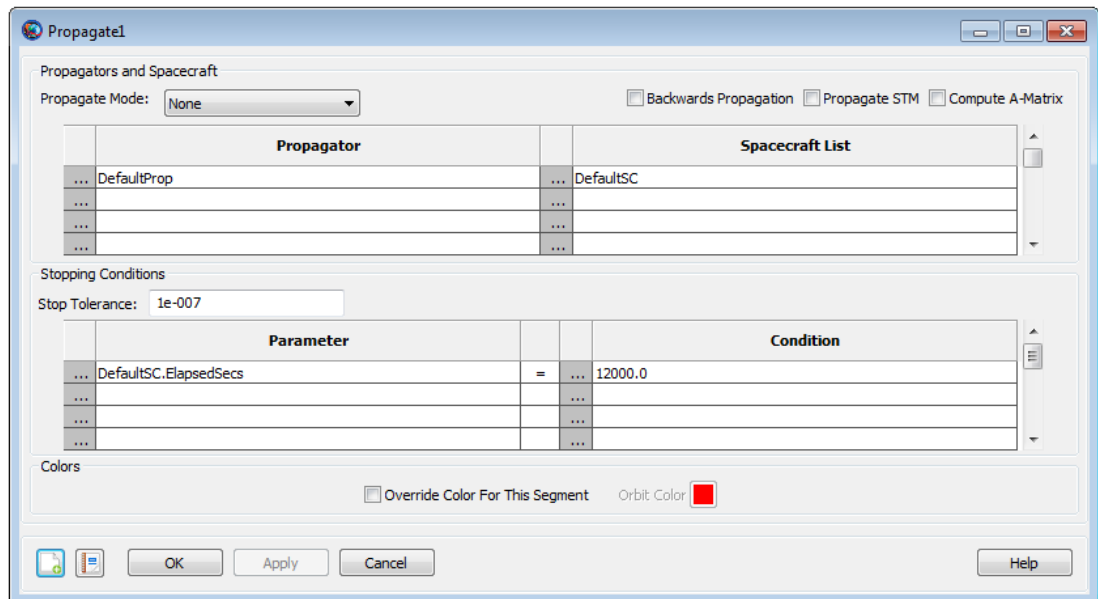 Propagate1
Propagators and Spacecraft
Propagate Mode: None Backwards Propagation Propagate STM Compute A-Matrix
Propagator Spacecraft List
... DefaultProp ... DefaultSC
... ...
... ...
... ...
Stopping Conditions
Stop Tolerance: 1e-007
Parameter Condition
... DefaultSC.ElapsedSecs = ... 12000.0
... ...
... ...
... ...
Colors
Override Color For This Segment Orbit Color
OK Apply Cancel Help